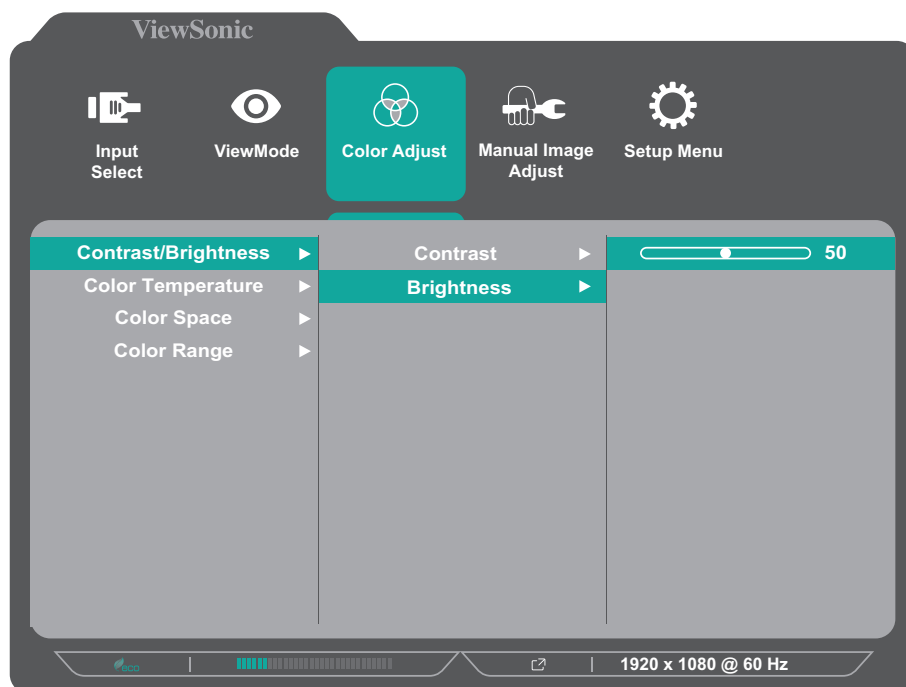 ViewSonic
Input
Select
ViewMode
Color Adjust
Manual Image
Adjust
Setup Menu
Contrast/Brightness
Color Temperature
Color Space
Color Range
Contrast
Brightness
50
eco
1920 x 1080 @ 60 Hz